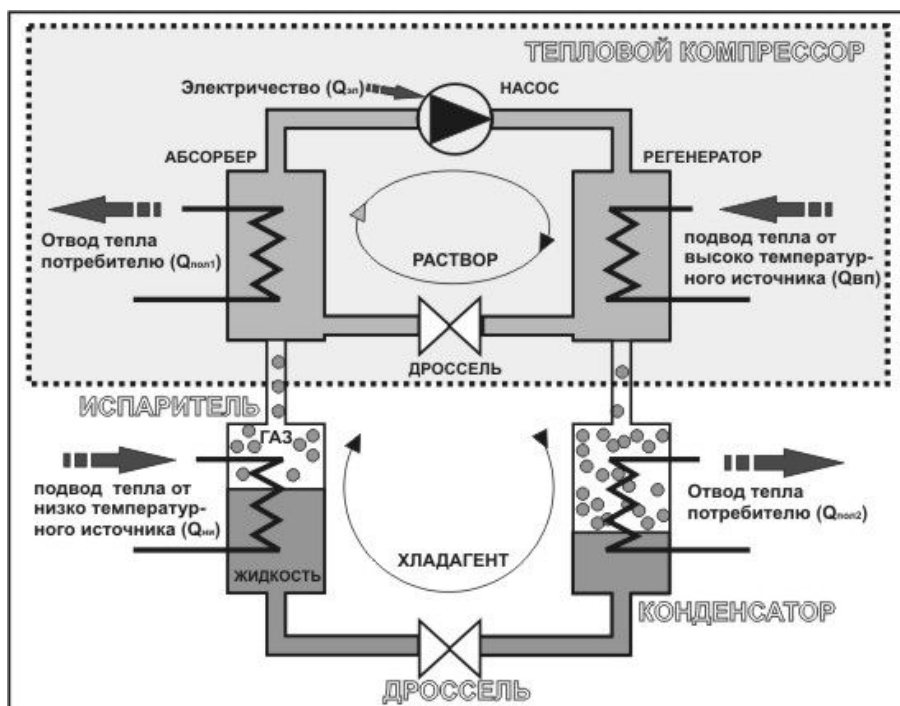 ТЕПЛОВОЙ КОМПРЕССОР
Электричество (Qэл)
НАСОС
АБСОРБЕР
РЕГЕНЕРАТОР
Отвод тепла
потребителю (Qпол1)
РАСТВОР
подвод тепла от
высоко температур-
ного источника (Qвп)
ДРОССЕЛЬ
ИСПАРИТЕЛЬ
ГАЗ
подвод тепла от
низко температур-
ного источника (Qни)
Отвод тепла
потребителю (Qпол2)
ХЛАДАГЕНТ
ЖИДКОСТЬ
КОНДЕНСАТОР
ДРОССЕЛЬ